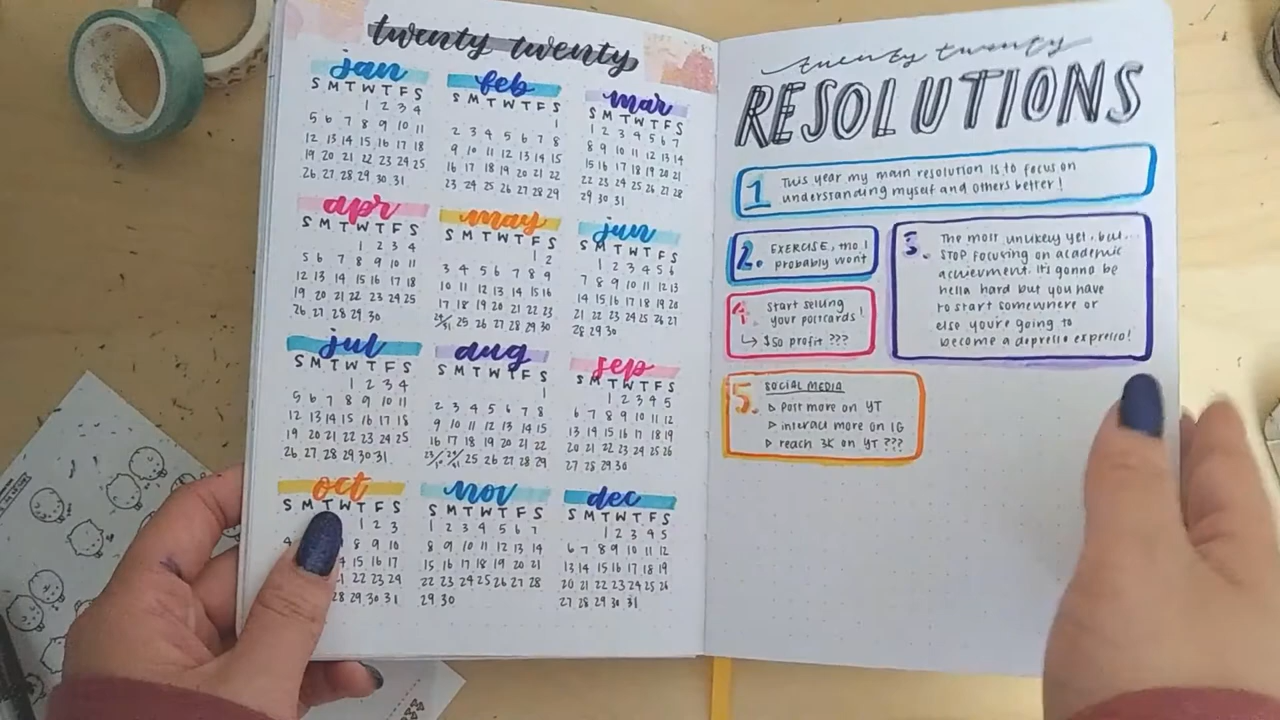 twenty twenty
jan
S M T W T F S
1 2 3 4
5 6 7 8 9 10 11
12 13 14 15 16 17 18
19 20 21 22 23 24 25
26 27 28 29 30 31
feb
S M T W T F S
1
2 3 4 5 6 7 8
9 10 11 12 13 14 15
16 17 18 19 20 21 22
23 24 25 26 27 28 29
mar
S M T W T F S
1 2 3 4 5 6 7
8 9 10 11 12 13 14
15 16 17 18 19 20 21
22 23 24 25 26 27 28
29 30 31
apr
S M T W T F S
1 2 3 4
5 6 7 8 9 10 11
12 13 14 15 16 17 18
19 20 21 22 23 24 25
26 27 28 29 30
may
S M T W T F S
1 2
3 4 5 6 7 8 9
10 11 12 13 14 15 16
17 18 19 20 21 22 23
24/31 25 26 27 28 29 30
jun
S M T W T F S
1 2 3 4 5 6
7 8 9 10 11 12 13
14 15 16 17 18 19 20
21 22 23 24 25 26 27
28 29 30
jul
S M T W T F S
1 2 3 4
5 6 7 8 9 10 11
12 13 14 15 16 17 18
19 20 21 22 23 24 25
26 27 28 29 30 31
aug
S M T W T F S
1
2 3 4 5 6 7 8
9 10 11 12 13 14 15
16 17 18 19 20 21 22
23/30 24/31 25 26 27 28 29
sep
S M T W T F S
1 2 3 4 5
6 7 8 9 10 11 12
13 14 15 16 17 18 19
20 21 22 23 24 25 26
27 28 29 30
oct
S M T W T F S
1 2 3
4 8 9 10
15 16 17
22 23 24
28 29 30 31
nov
S M T W T F S
1 2 3 4 5 6 7
8 9 10 11 12 13 14
15 16 17 18 19 20 21
22 23 24 25 26 27 28
29 30
dec
S M T W T F S
1 2 3 4 5
6 7 8 9 10 11 12
13 14 15 16 17 18 19
20 21 22 23 24 25 26
27 28 29 30 31
twenty twenty
RESOLUTIONS
1 This year my main resolution is to focus on
understanding myself and others better!
2. EXERCISE, tho I
probably won't
3. The most unlikely yet, but...
STOP focusing on academic
achievment. It's gonna be
hella hard but you have
to start somewhere or
else you're going to
become a depresso expresso!
4. Start selling
your postcards!
↳ $50 profit ???
5. SOCIAL MEDIA
▷ Post more on YT
▷ interact more on IG
▷ reach 3K on YT ???